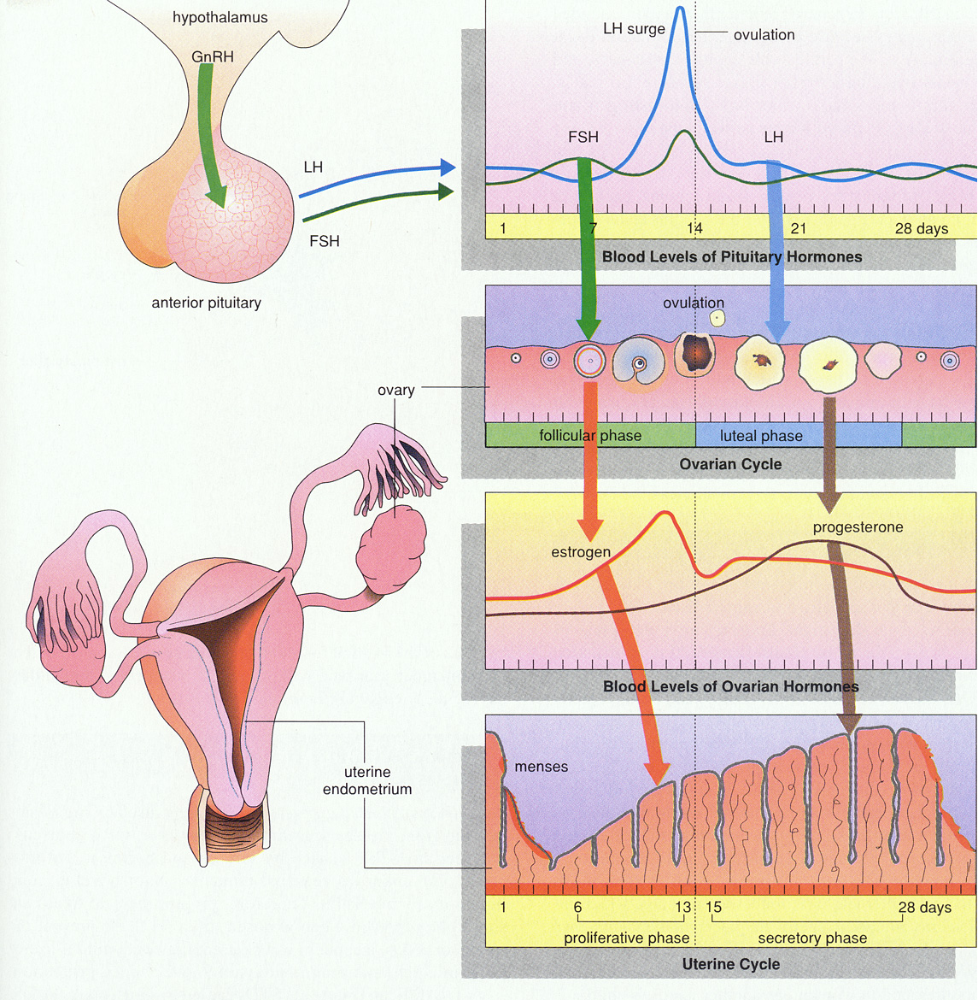 hypothalamus
GnRH
LH
FSH
anterior pituitary
LH surge
ovulation
FSH
LH
1 7 14 21 28 days
Blood Levels of Pituitary Hormones
ovulation
ovary
follicular phase
luteal phase
Ovarian Cycle
estrogen
progesterone
Blood Levels of Ovarian Hormones
menses
uterine
endometrium
1 6 13 15 28 days
proliferative phase
secretory phase
Uterine Cycle